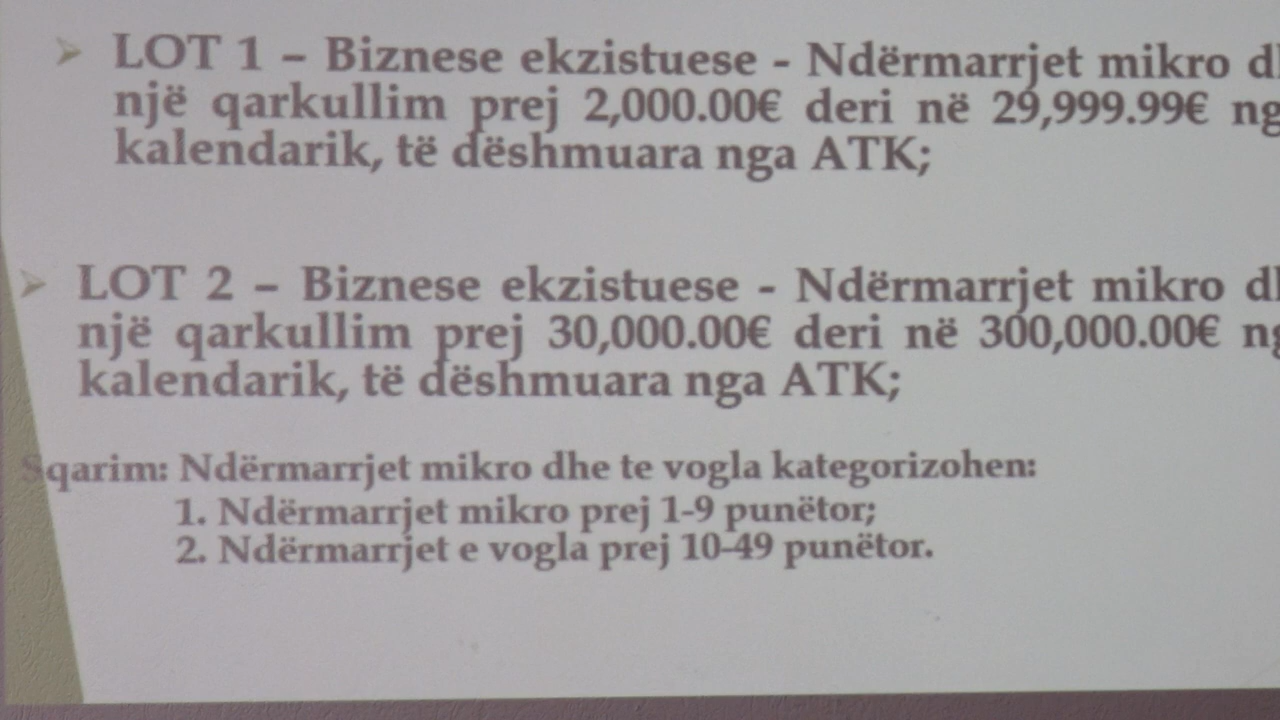 LOT 1 – Biznese ekzistuese - Ndërmarrjet mikro
një qarkullim prej 2,000.00€ deri në 29,999.99€
kalendarik, të dëshmuara nga ATK;
LOT 2 – Biznese ekzistuese - Ndërmarrjet mikro
një qarkullim prej 30,000.00€ deri në 300,000.00€
kalendarik, të dëshmuara nga ATK;
Sqarim: Ndërmarrjet mikro dhe te vogla kategorizohen:
1. Ndërmarrjet mikro prej 1-9 punëtor;
2. Ndërmarrjet e vogla prej 10-49 punëtor.